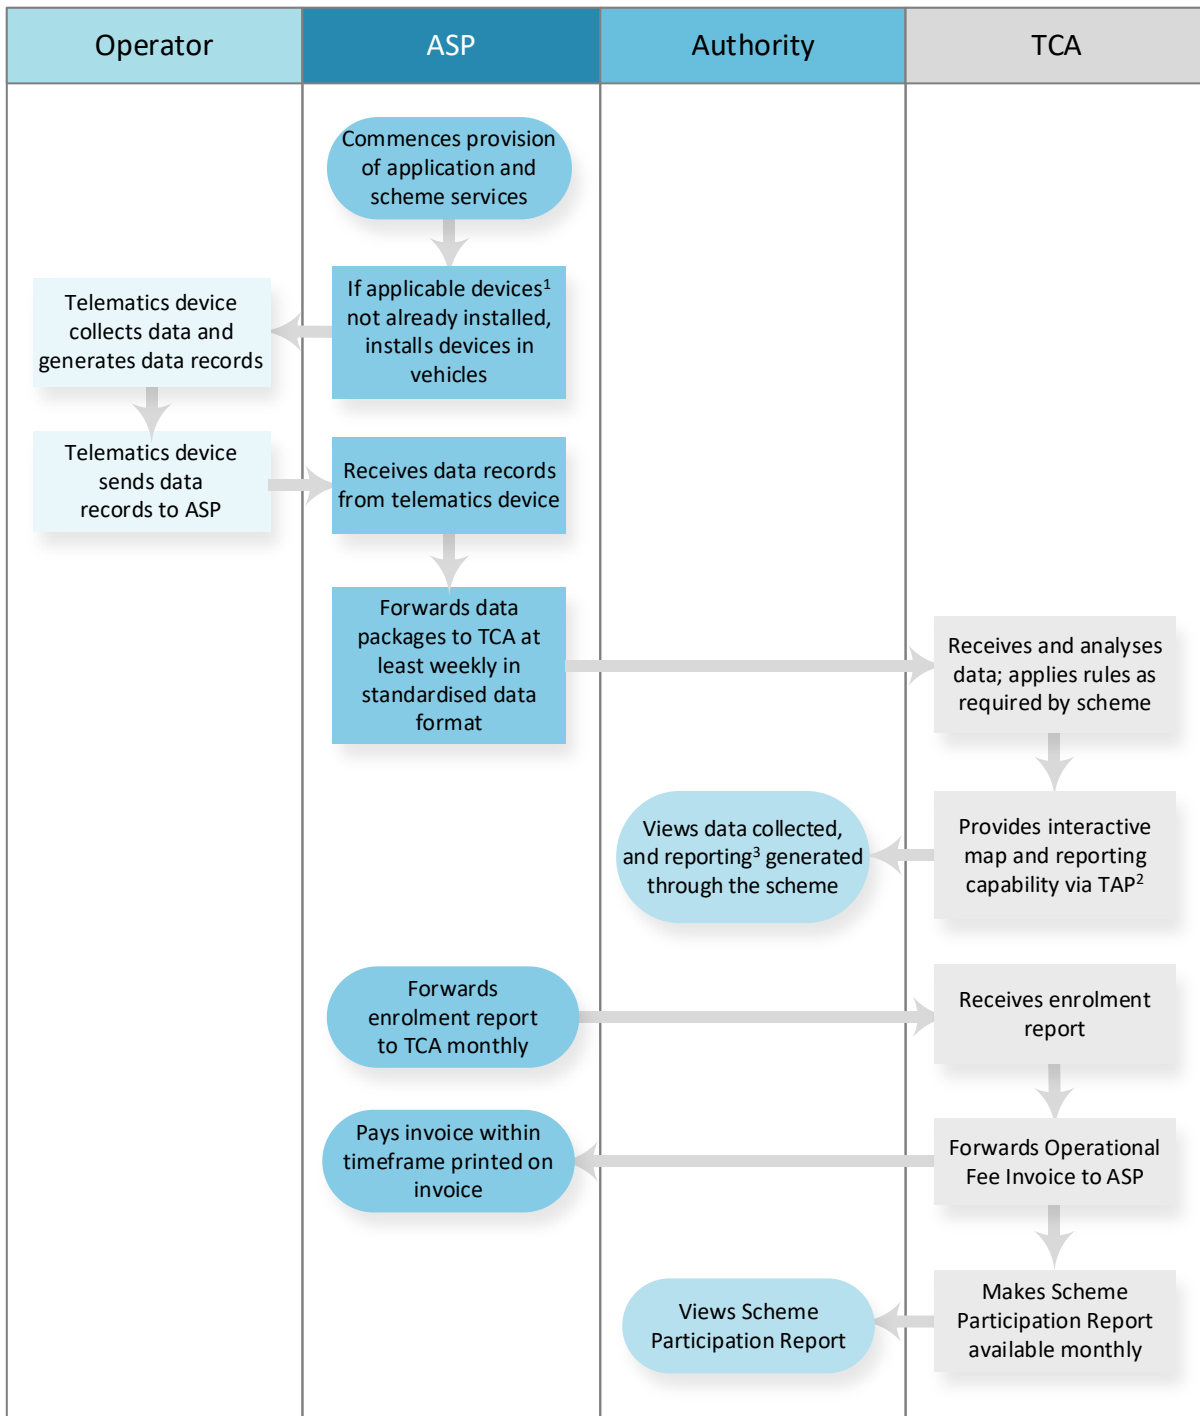 Operator
ASP
Authority
TCA
Commences provision
of application and
scheme services
If applicable devices¹
not already installed,
installs devices in
vehicles
Telematics device
collects data and
generates data records
Telematics device
sends data
records to ASP
Receives data records
from telematics device
Forwards data
packages to TCA at
least weekly in
standardised data
format
Receives and analyses
data; applies rules as
required by scheme
Provides interactive
map and reporting
capability via TAP²
Views data collected,
and reporting³ generated
through the scheme
Forwards
enrolment report
to TCA monthly
Receives enrolment
report
Forwards Operational
Fee Invoice to ASP
Pays invoice within
timeframe printed on
invoice
Makes Scheme
Participation Report
available monthly
Views Scheme
Participation Report